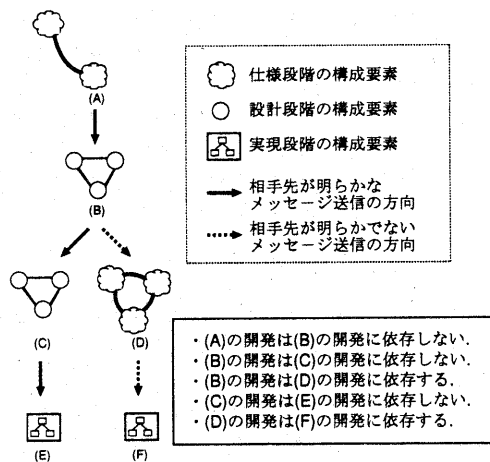 (A)
(B)
(C)
(D)
(E)
(F)
仕様段階の構成要素
設計段階の構成要素
実現段階の構成要素
相手先が明らかな
メッセージ送信の方向
相手先が明らかでない
メッセージ送信の方向
・(A)の開発は(B)の開発に依存しない.
・(B)の開発は(C)の開発に依存しない.
・(B)の開発は(D)の開発に依存する.
・(C)の開発は(E)の開発に依存しない.
・(D)の開発は(F)の開発に依存する.